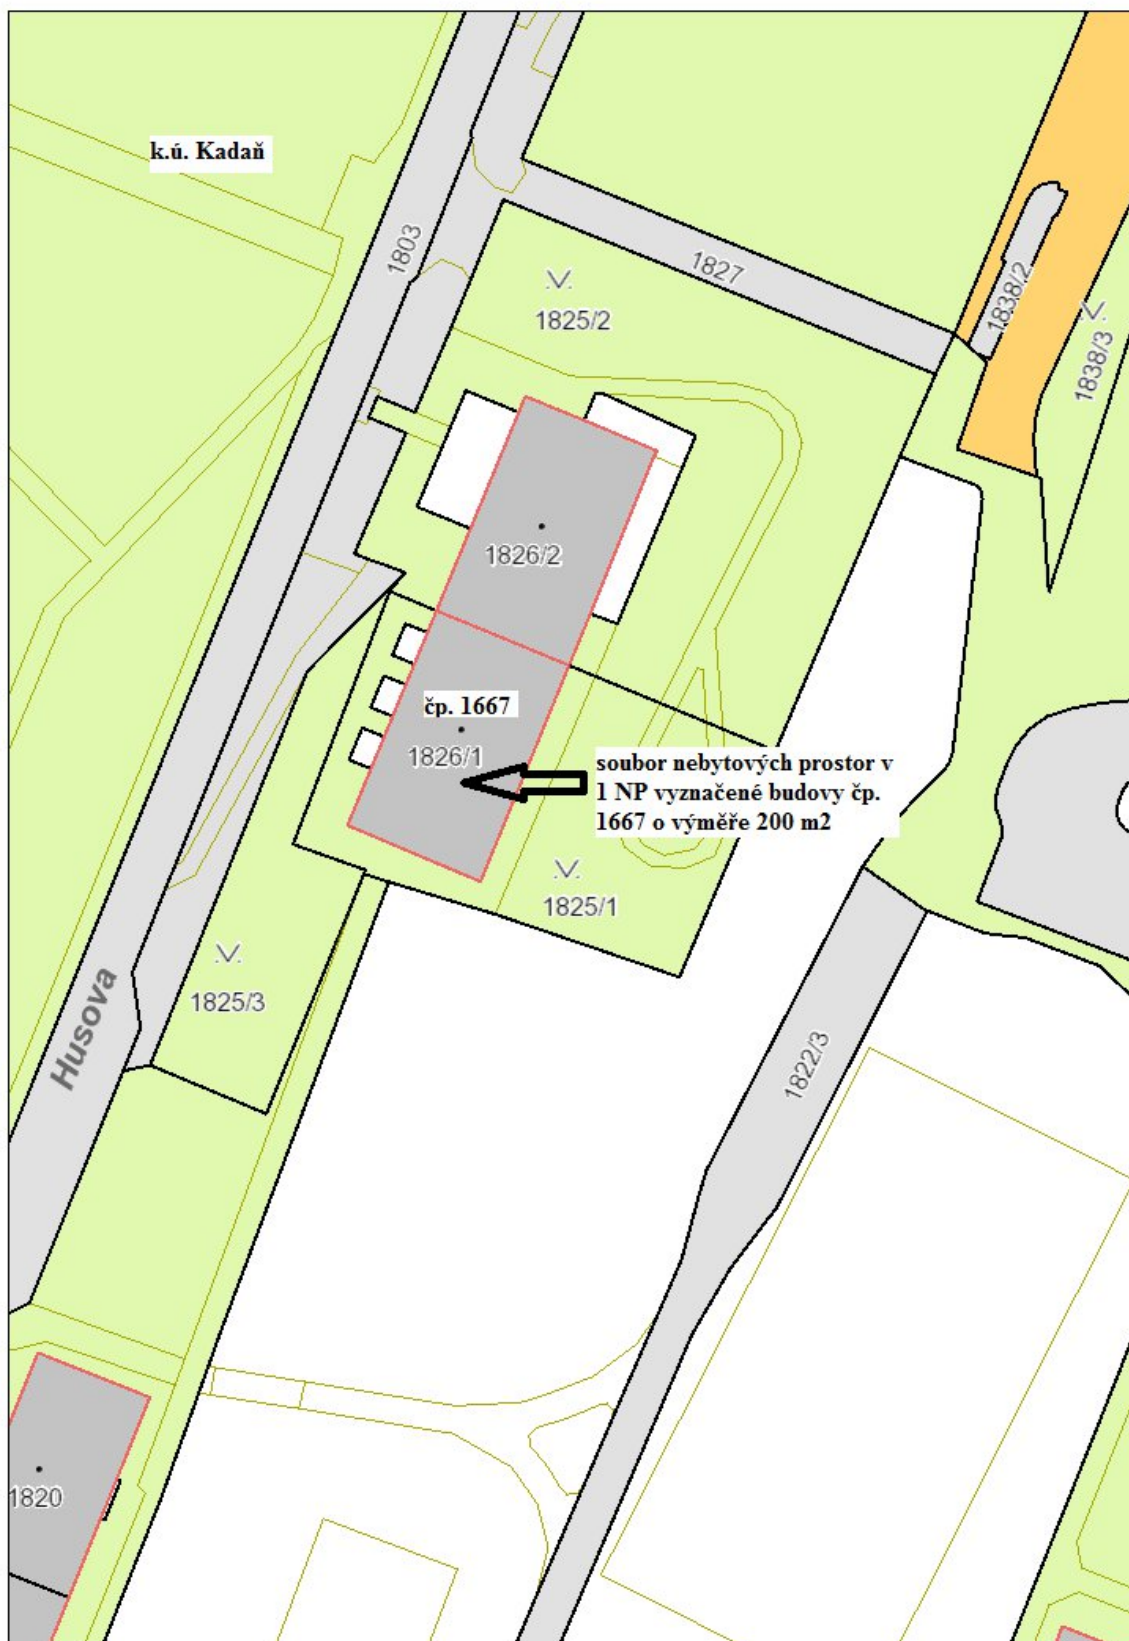 k.ú. Kadaň
1803
1827
1838/2
1838/3
1825/2
1826/2
čp. 1667
1826/1
soubor nebytových prostor v
1 NP vyznačené budovy čp.
1667 o výměře 200 m2
1825/1
1825/3
Husova
1822/3
1820